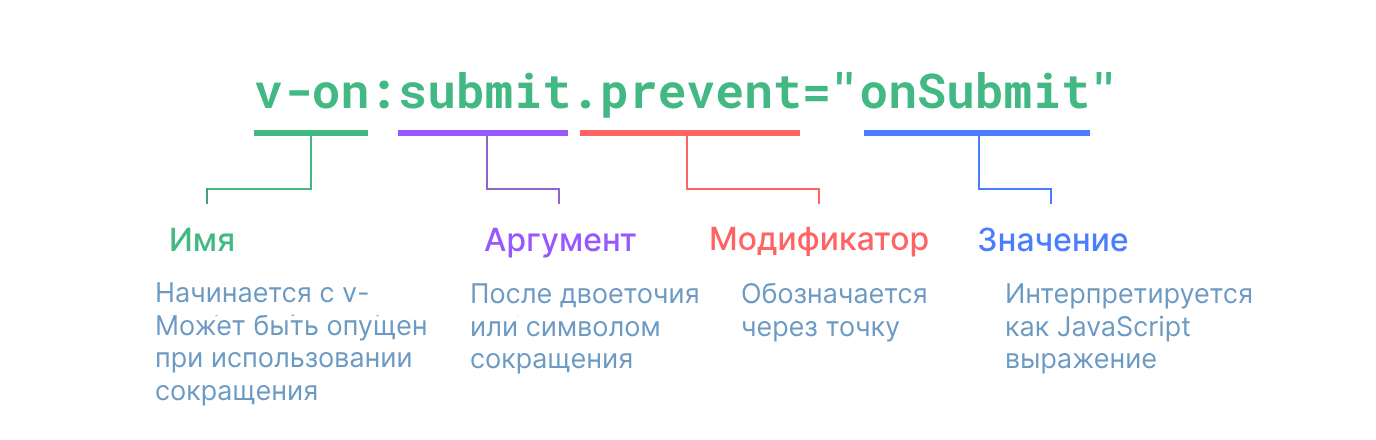 v-on:submit.prevent="onSubmit"
Имя
Аргумент
Модификатор
Значение
Начинается с v-
Может быть опущен
при использовании
сокращения
После двоеточия
или символом
сокращения
Обозначается
через точку
Интерпретируется
как JavaScript
выражение